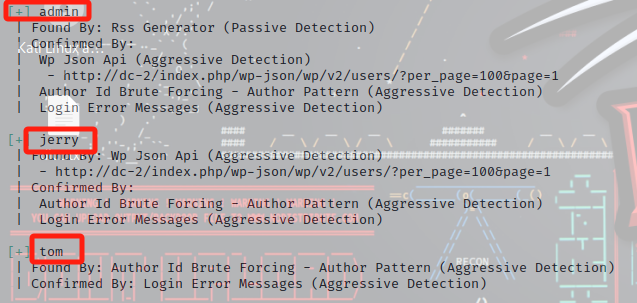 [+] admin
| Found By: Rss Generator (Passive Detection)
| Confirmed By:
|  Wp Json Api (Aggressive Detection)
|   - http://dc-2/index.php/wp-json/wp/v2/users/?per_page=100&page=1
|  Author Id Brute Forcing - Author Pattern (Aggressive Detection)
|  Login Error Messages (Aggressive Detection)
[+] jerry
| Found By: Wp Json Api (Aggressive Detection)
|  - http://dc-2/index.php/wp-json/wp/v2/users/?per_page=100&page=1
| Confirmed By:
|  Author Id Brute Forcing - Author Pattern (Aggressive Detection)
|  Login Error Messages (Aggressive Detection)
[+] tom
| Found By: Author Id Brute Forcing - Author Pattern (Aggressive Detection)
| Confirmed By: Login Error Messages (Aggressive Detection)
RECON